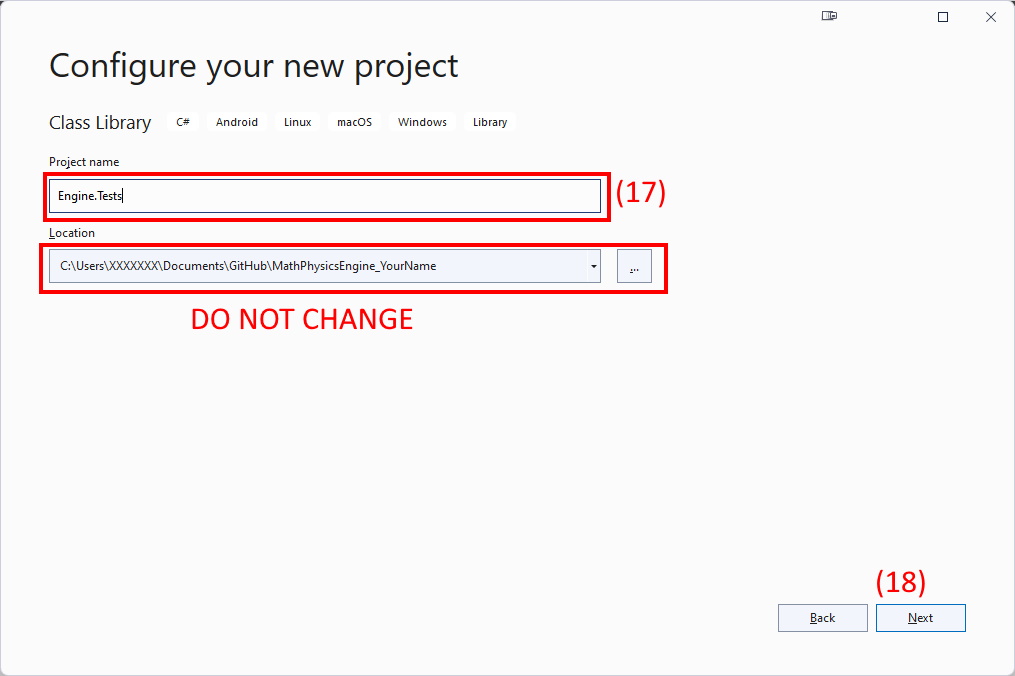 Configure your new project
Class Library C# Android Linux macOS Windows Library
Project name
Engine.Tests
(17)
Location
C:\Users\XXXXXXX\Documents\GitHub\MathPhysicsEngine_YourName
...
DO NOT CHANGE
(18)
Back Next